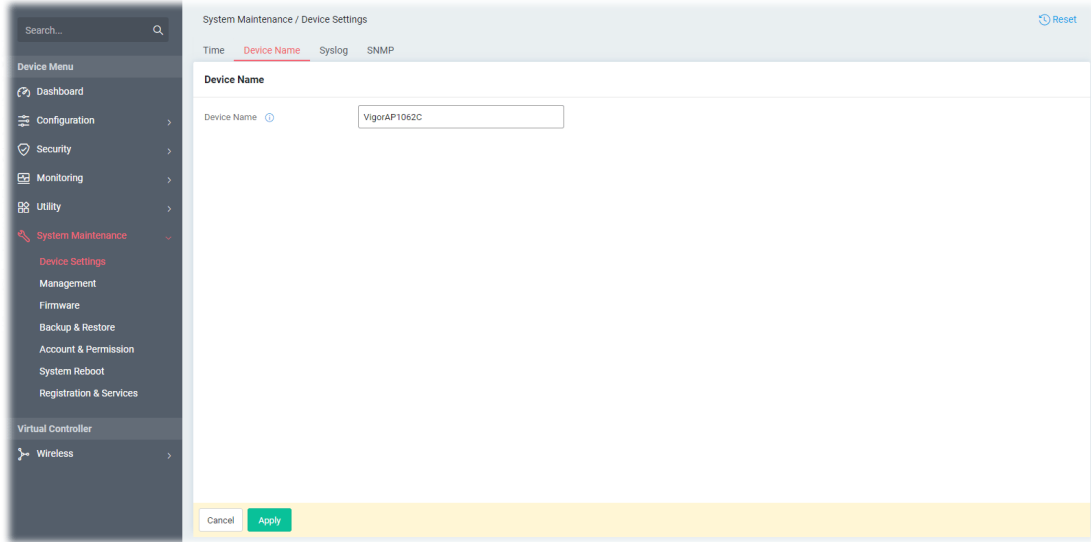 Search...
Device Menu
Dashboard
Configuration
Security
Monitoring
Utility
System Maintenance
Device Settings
Management
Firmware
Backup & Restore
Account & Permission
System Reboot
Registration & Services
Virtual Controller
Wireless
System Maintenance / Device Settings
Reset
Time Device Name Syslog SNMP
Device Name
Device Name VigorAP1062C
Cancel Apply